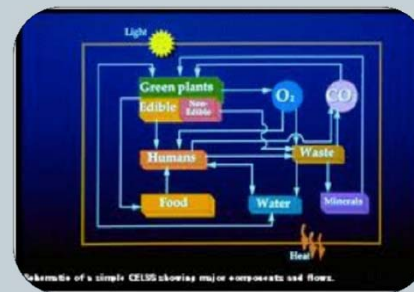 Light
Green plants
Edible
Non-
Edible
O₂
CO₂
Humans
Waste
Food
Water
Minerals
Heat
Schematic of a simple CELSS showing major components and flows.